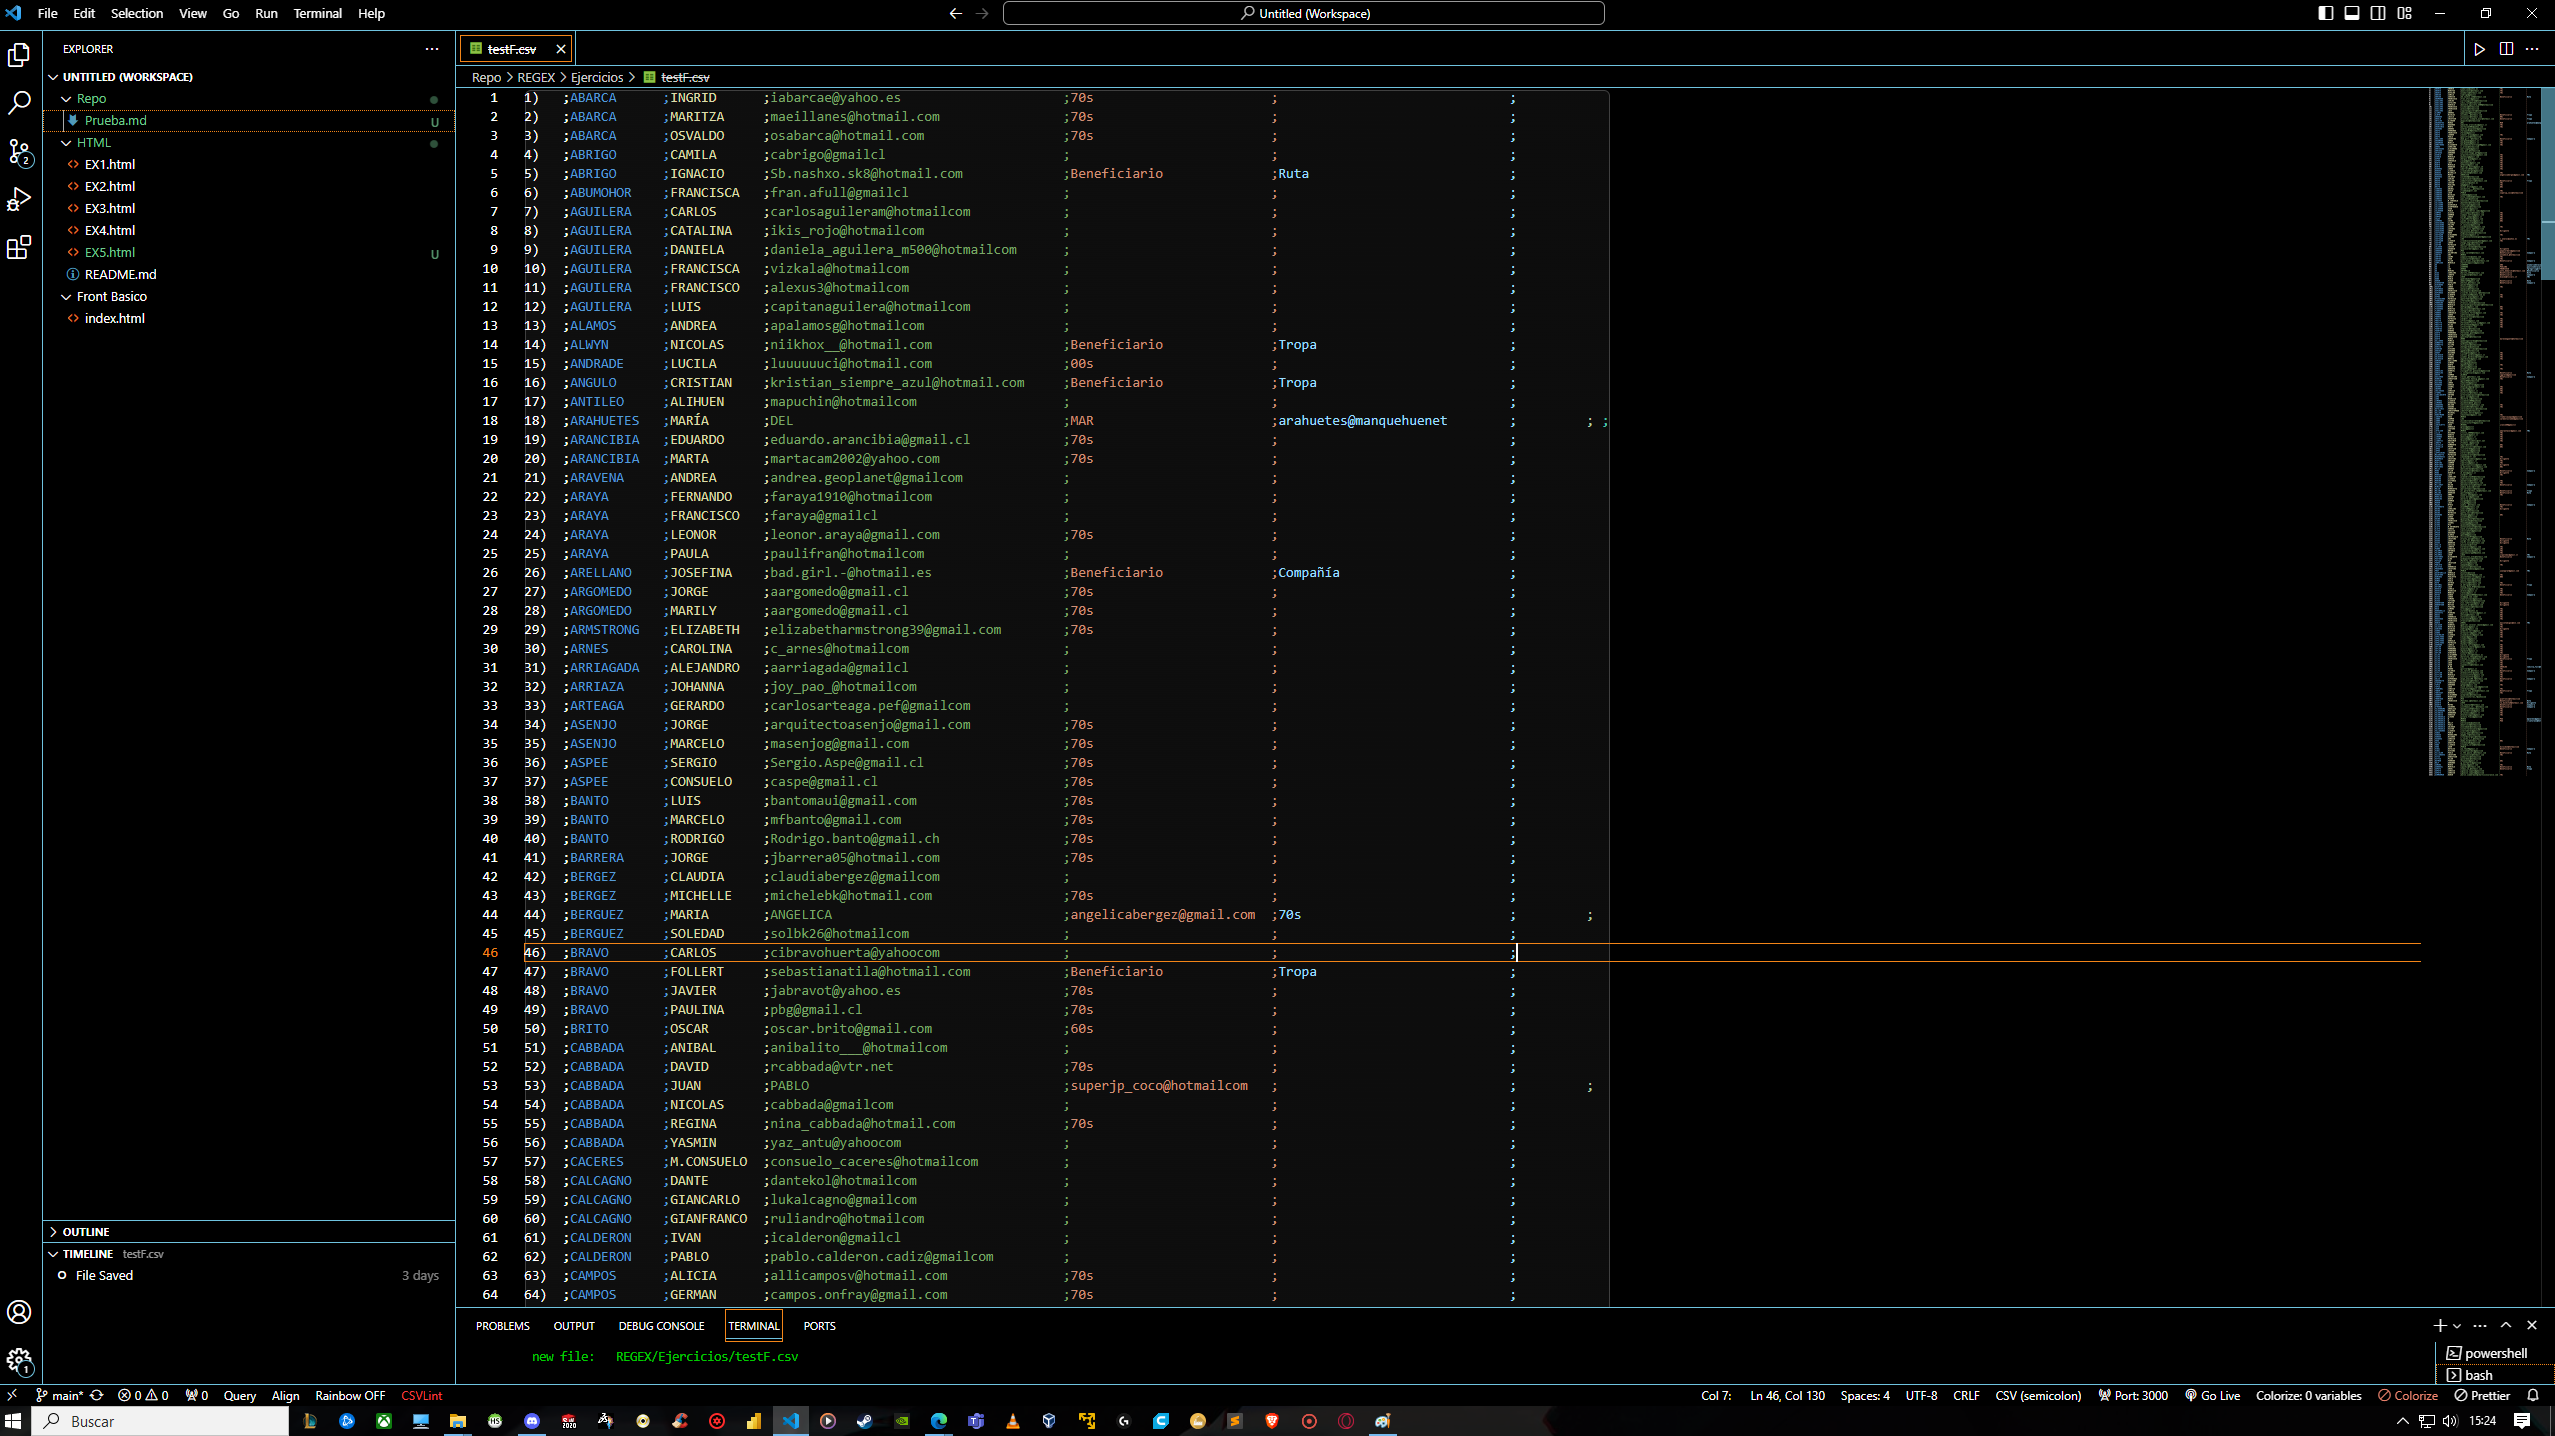 File Edit Selection View Go Run Terminal Help
Untitled (Workspace)
EXPLORER
UNTITLED (WORKSPACE)
Repo
Prueba.md U
HTML
EX1.html
EX2.html
EX3.html
EX4.html
EX5.html U
README.md
Front Basico
index.html
OUTLINE
TIMELINE testF.csv
File Saved 3 days
2
1
testF.csv
Repo > REGEX > Ejercicios > testF.csv
1 1) ;ABARCA ;INGRID ;iabarcae@yahoo.es ;70s ; ;
2 2) ;ABARCA ;MARITZA ;maeillanes@hotmail.com ;70s ; ;
3 3) ;ABARCA ;OSVALDO ;osabarca@hotmail.com ;70s ; ;
4 4) ;ABRIGO ;CAMILA ;cabrigo@gmailcl ; ; ;
5 5) ;ABRIGO ;IGNACIO ;Sb.nashxo.sk8@hotmail.com ;Beneficiario ;Ruta ;
6 6) ;ABUMOHOR ;FRANCISCA ;fran.afull@gmailcl ; ; ;
7 7) ;AGUILERA ;CARLOS ;carlosaguileram@hotmailcom ; ; ;
8 8) ;AGUILERA ;CATALINA ;ikis_rojo@hotmailcom ; ; ;
9 9) ;AGUILERA ;DANIELA ;daniela_aguilera_m500@hotmailcom ; ; ;
10 10) ;AGUILERA ;FRANCISCA ;vizkala@hotmailcom ; ; ;
11 11) ;AGUILERA ;FRANCISCO ;alexus3@hotmailcom ; ; ;
12 12) ;AGUILERA ;LUIS ;capitanaguilera@hotmailcom ; ; ;
13 13) ;ALAMOS ;ANDREA ;apalamosg@hotmailcom ; ; ;
14 14) ;ALWYN ;NICOLAS ;niikhox__@hotmail.com ;Beneficiario ;Tropa ;
15 15) ;ANDRADE ;LUCILA ;luuuuuuci@hotmail.com ;00s ; ;
16 16) ;ANGULO ;CRISTIAN ;kristian_siempre_azul@hotmail.com ;Beneficiario ;Tropa ;
17 17) ;ANTILEO ;ALIHUEN ;mapuchin@hotmailcom ; ; ;
18 18) ;ARAHUETES ;MARÍA ;DEL ;MAR ;arahuetes@manquehuenet ; ; ;
19 19) ;ARANCIBIA ;EDUARDO ;eduardo.arancibia@gmail.cl ;70s ; ;
20 20) ;ARANCIBIA ;MARTA ;martacam2002@yahoo.com ;70s ; ;
21 21) ;ARAVENA ;ANDREA ;andrea.geoplanet@gmailcom ; ; ;
22 22) ;ARAYA ;FERNANDO ;faraya1910@hotmailcom ; ; ;
23 23) ;ARAYA ;FRANCISCO ;faraya@gmailcl ; ; ;
24 24) ;ARAYA ;LEONOR ;leonor.araya@gmail.com ;70s ; ;
25 25) ;ARAYA ;PAULA ;paulifran@hotmailcom ; ; ;
26 26) ;ARELLANO ;JOSEFINA ;bad.girl.-@hotmail.es ;Beneficiario ;Compañía ;
27 27) ;ARGOMEDO ;JORGE ;aargomedo@gmail.cl ;70s ; ;
28 28) ;ARGOMEDO ;MARILY ;aargomedo@gmail.cl ;70s ; ;
29 29) ;ARMSTRONG ;ELIZABETH ;elizabetharmstrong39@gmail.com ;70s ; ;
30 30) ;ARNES ;CAROLINA ;c_arnes@hotmailcom ; ; ;
31 31) ;ARRIAGADA ;ALEJANDRO ;aarriagada@gmailcl ; ; ;
32 32) ;ARRIAZA ;JOHANNA ;joy_pao_@hotmailcom ; ; ;
33 33) ;ARTEAGA ;GERARDO ;carlosarteaga.pef@gmailcom ; ; ;
34 34) ;ASENJO ;JORGE ;arquitectoasenjo@gmail.com ;70s ; ;
35 35) ;ASENJO ;MARCELO ;masenjog@gmail.com ;70s ; ;
36 36) ;ASPEE ;SERGIO ;Sergio.Aspe@gmail.cl ;70s ; ;
37 37) ;ASPEE ;CONSUELO ;caspe@gmail.cl ;70s ; ;
38 38) ;BANTO ;LUIS ;bantomaui@gmail.com ;70s ; ;
39 39) ;BANTO ;MARCELO ;mfbanto@gmail.com ;70s ; ;
40 40) ;BANTO ;RODRIGO ;Rodrigo.banto@gmail.ch ;70s ; ;
41 41) ;BARRERA ;JORGE ;jbarrera05@hotmail.com ;70s ; ;
42 42) ;BERGEZ ;CLAUDIA ;claudiabergez@gmailcom ; ; ;
43 43) ;BERGEZ ;MICHELLE ;michelebk@hotmail.com ;70s ; ;
44 44) ;BERGUEZ ;MARIA ;ANGELICA ;angelicabergez@gmail.com ;70s ; ;
45 45) ;BERGUEZ ;SOLEDAD ;solbk26@hotmailcom ; ; ;
46 46) ;BRAVO ;CARLOS ;cibravohuerta@yahoocom ; ; ;
47 47) ;BRAVO ;FOLLERT ;sebastianatila@hotmail.com ;Beneficiario ;Tropa ;
48 48) ;BRAVO ;JAVIER ;jabravot@yahoo.es ;70s ; ;
49 49) ;BRAVO ;PAULINA ;pbg@gmail.cl ;70s ; ;
50 50) ;BRITO ;OSCAR ;oscar.brito@gmail.com ;60s ; ;
51 51) ;CABBADA ;ANIBAL ;anibalito___@hotmailcom ; ; ;
52 52) ;CABBADA ;DAVID ;rcabbada@vtr.net ;70s ; ;
53 53) ;CABBADA ;JUAN ;PABLO ;superjp_coco@hotmailcom ; ; ;
54 54) ;CABBADA ;NICOLAS ;cabbada@gmailcom ; ; ;
55 55) ;CABBADA ;REGINA ;nina_cabbada@hotmail.com ;70s ; ;
56 56) ;CABBADA ;YASMIN ;yaz_antu@yahoocom ; ; ;
57 57) ;CACERES ;M.CONSUELO ;consuelo_caceres@hotmailcom ; ; ;
58 58) ;CALCAGNO ;DANTE ;dantekol@hotmailcom ; ; ;
59 59) ;CALCAGNO ;GIANCARLO ;lukalcagno@gmailcom ; ; ;
60 60) ;CALCAGNO ;GIANFRANCO ;ruliandro@hotmailcom ; ; ;
61 61) ;CALDERON ;IVAN ;icalderon@gmailcl ; ; ;
62 62) ;CALDERON ;PABLO ;pablo.calderon.cadiz@gmailcom ; ; ;
63 63) ;CAMPOS ;ALICIA ;allicamposv@hotmail.com ;70s ; ;
64 64) ;CAMPOS ;GERMAN ;campos.onfray@gmail.com ;70s ; ;
PROBLEMS OUTPUT DEBUG CONSOLE TERMINAL PORTS
new file: REGEX/Ejercicios/testF.csv
powershell
bash
main* 0 0 0 Query Align Rainbow OFF CSVLint Col 7: Ln 46, Col 130 Spaces: 4 UTF-8 CRLF CSV (semicolon) Port: 3000 Go Live Colorize: 0 variables Colorize Prettier
Buscar 15:24